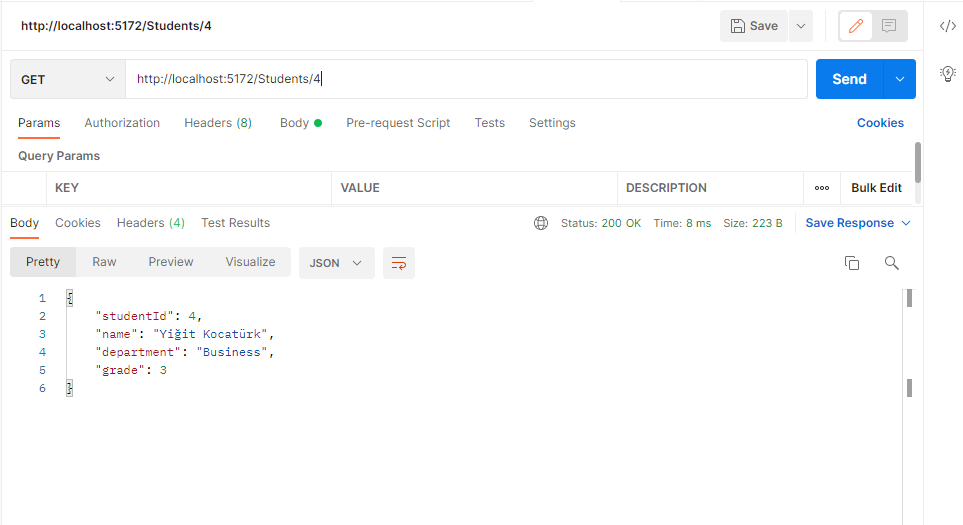 http://localhost:5172/Students/4 Save
GET http://localhost:5172/Students/4 Send
Params Authorization Headers (8) Body Pre-request Script Tests Settings Cookies
Query Params
KEY VALUE DESCRIPTION Bulk Edit
Body Cookies Headers (4) Test Results Status: 200 OK Time: 8 ms Size: 223 B Save Response
Pretty Raw Preview Visualize JSON
1 {
2 "studentId": 4,
3 "name": "Yiğit Kocatürk",
4 "department": "Business",
5 "grade": 3
6 }